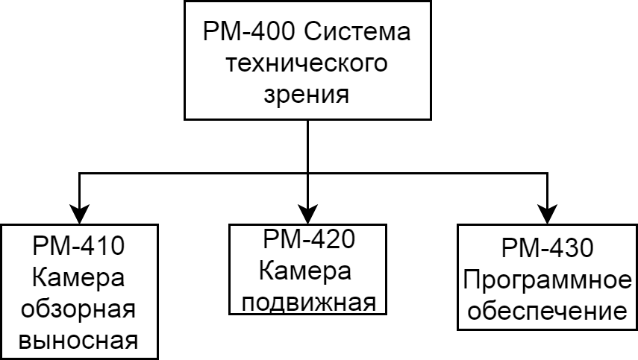 РМ-400 Система
технического
зрения
РМ-410
Камера
обзорная
выносная
РМ-420
Камера
подвижная
РМ-430
Программное
обеспечение